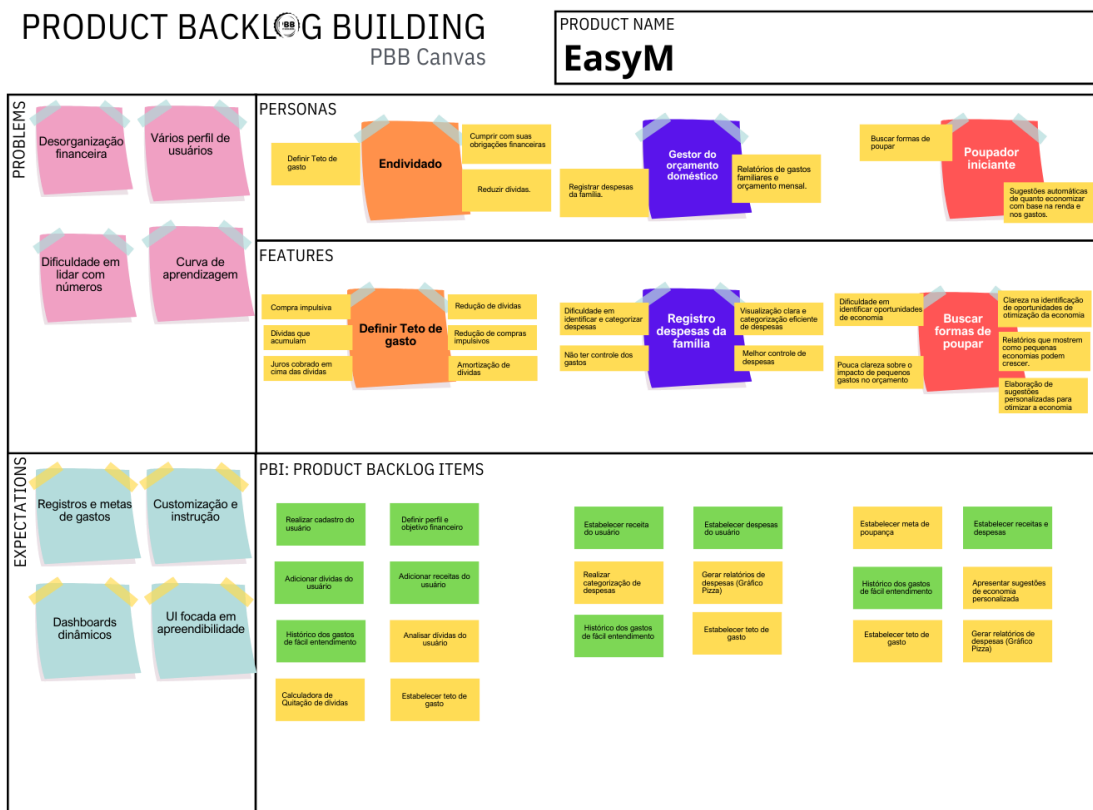 PRODUCT BACKLOG BUILDING
PBB
PBB Canvas
PRODUCT NAME
EasyM
PROBLEMS
Desorganização
financeira
Vários perfil de
usuários
Dificuldade em
lidar com
números
Curva de
aprendizagem
PERSONAS
Definir Teto de
gasto
Endividado
Cumprir com suas
obrigações financeiras
Reduzir dívidas.
Registrar despesas
da família.
Gestor do
orçamento
doméstico
Relatórios de gastos
familiares e
orçamento mensal.
Buscar formas de
poupar
Poupador
iniciante
Sugestões automáticas
de quanto economizar
com base na renda e
nos gastos.
FEATURES
Compra impulsiva
Dívidas que
acumulam
Juros cobrado em
cima das dívidas
Definir Teto de
gasto
Redução de dívidas
Redução de compras
impulsivos
Amortização de
dívidas
Dificuldade em
identificar e categorizar
despesas
Não ter controle dos
gastos
Registro
despesas da
família
Visualização clara e
categorização eficiente
de despesas
Melhor controle de
despesas
Dificuldade em
identificar oportunidades
de economia
Pouca clareza sobre o
impacto de pequenos
gastos no orçamento
Buscar
formas de
poupar
Clareza na identificação
de oportunidades de
otimização da economia
Relatórios que mostrem
como pequenas
economias podem
crescer.
Elaboração de
sugestões
personalizadas para
otimizar a economia
EXPECTATIONS
Registros e metas
de gastos
Customização e
instrução
Dashboards
dinâmicos
UI focada em
apreendibilidade
PBI: PRODUCT BACKLOG ITEMS
Realizar cadastro do
usuário
Definir perfil e
objetivo financeiro
Adicionar dívidas do
usuário
Adicionar receitas do
usuário
Histórico dos gastos
de fácil entendimento
Analisar dívidas do
usuário
Calculadora de
Quitação de dívidas
Estabelecer teto de
gasto
Estabelecer receita
do usuário
Estabelecer despesas
do usuário
Realizar
categorização de
despesas
Gerar relatórios de
despesas (Gráfico
Pizza)
Histórico dos gastos
de fácil entendimento
Estabelecer teto de
gasto
Estabelecer meta de
poupança
Estabelecer receitas e
despesas
Histórico dos gastos
de fácil entendimento
Apresentar sugestões
de economia
personalizada
Estabelecer teto de
gasto
Gerar relatórios de
despesas (Gráfico
Pizza)